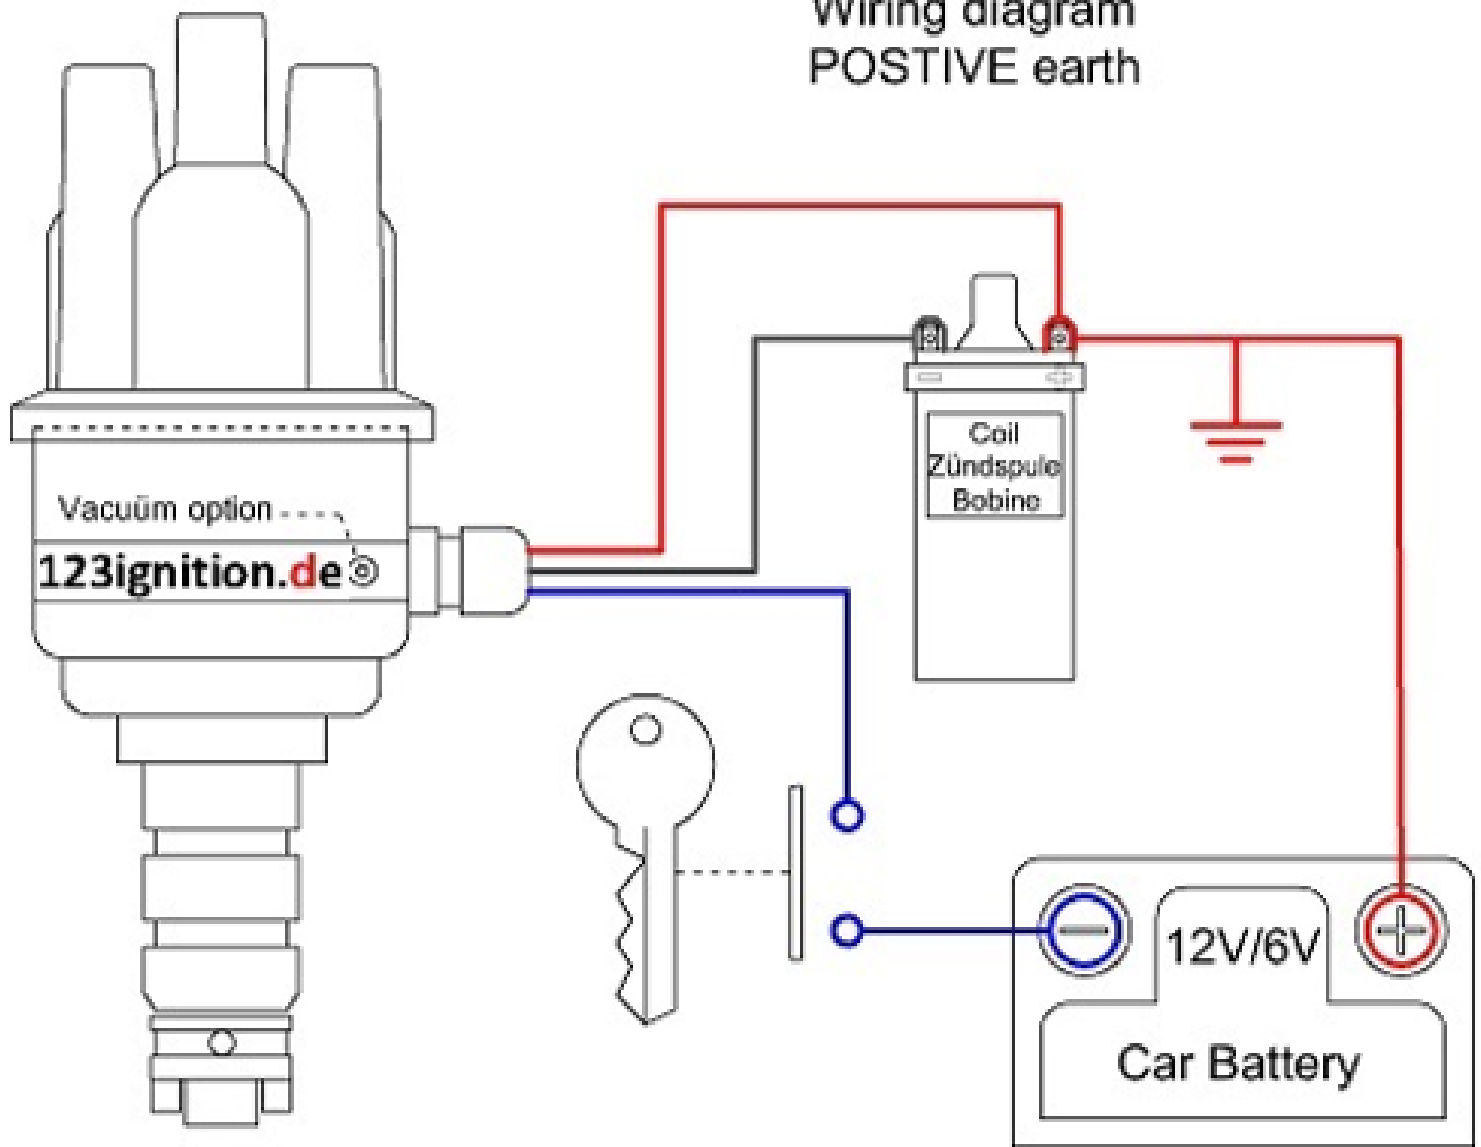 Wiring diagram
POSTIVE earth
Coil
Zündspule
Bobine
Vacuüm option
123ignition.de
12V/6V
Car Battery